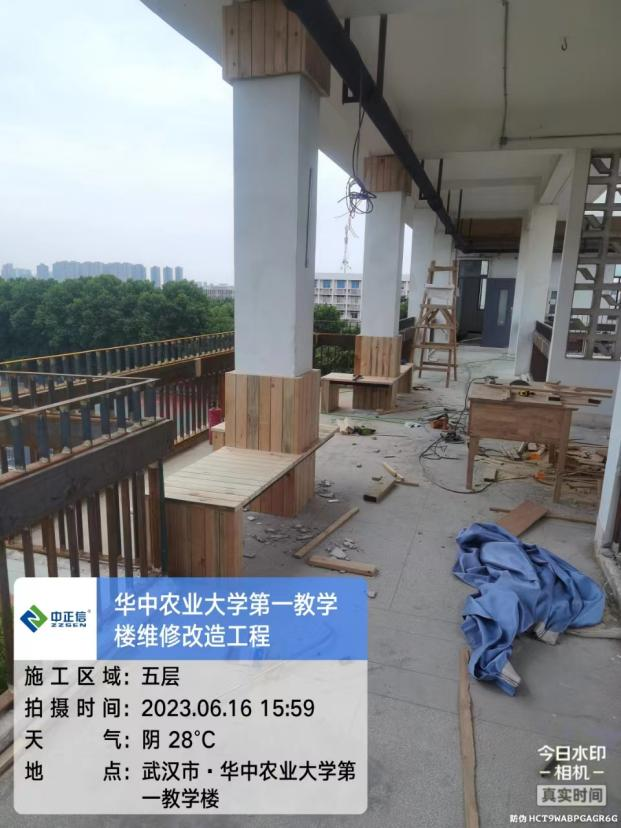 中正信®
ZZSEN
华中农业大学第一教学
楼维修改造工程
施工区域：五层
拍摄时间：2023.06.16 15:59
天气：阴 28℃
地点：武汉市·华中农业大学第
一教学楼
今日水印
相机
真实时间
防伪 HCT9WABPGAGR6G